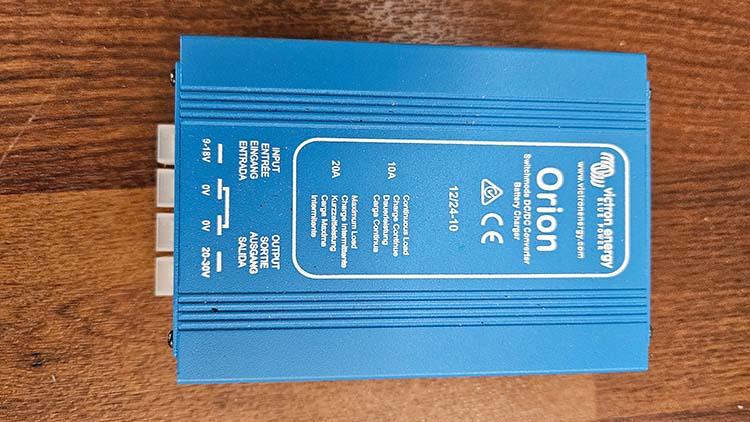 victron energy
BLUE POWER
www.victronenergy.com
Orion
Switchmode DC/DC Converter
Battery Charger
CE
12/24-10
10A
Continuous Load
Charge Continue
Dauerleistung
Carga Continua
20A
Maximum Load
Charge Intermittente
Kurzzeitleistung
Carga Maxima
Intermitente
INPUT
ENTRÉE
EINGANG
ENTRADA
OUTPUT
SORTIE
AUSGANG
SALIDA
9-18V
0V
0V
20-30V